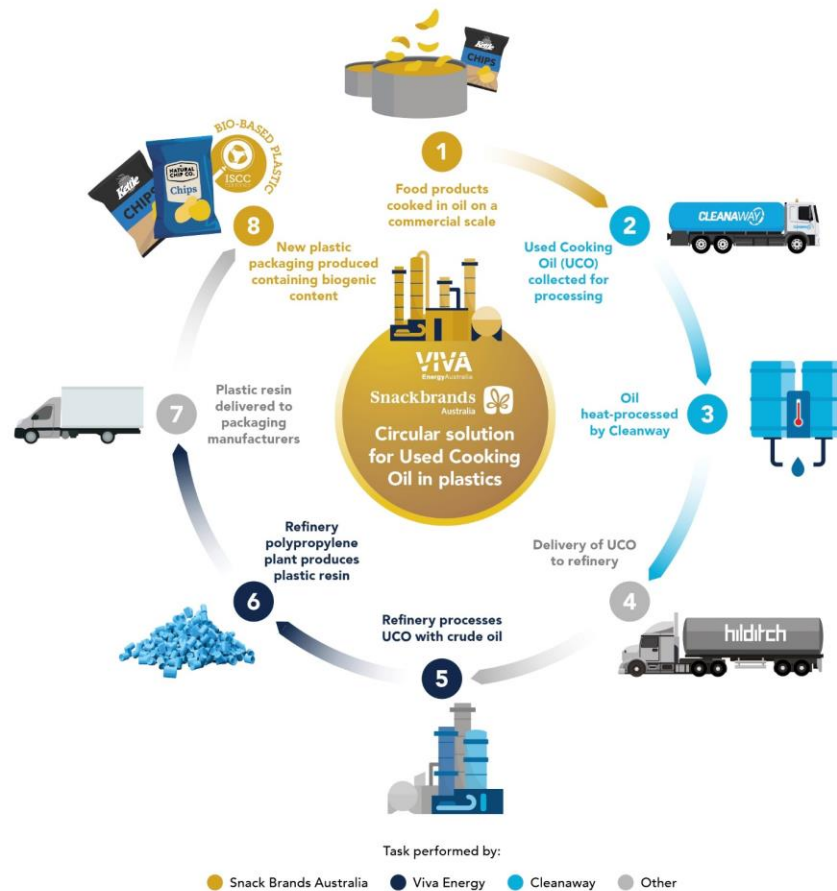 Kettle
CHIPS
1
Food products
cooked in oil on a
commercial scale
2
CLEANAWAY
Used Cooking
Oil (UCO)
collected for
processing
3
Oil
heat-processed
by Cleanway
4
Delivery of UCO
to refinery
hilditch
5
Refinery processes
UCO with crude oil
6
Refinery
polypropylene
plant produces
plastic resin
7
Plastic resin
delivered to
packaging
manufacturers
8
New plastic
packaging produced
containing biogenic
content
Kettle
CHIPS
NATURAL
CHIP CO.
Chips
BIO-BASED PLASTIC
ISCC
VIVA
Energy Australia
Snackbrands
Australia
Circular solution
for Used Cooking
Oil in plastics
Task performed by:
Snack Brands Australia Viva Energy Cleanaway Other